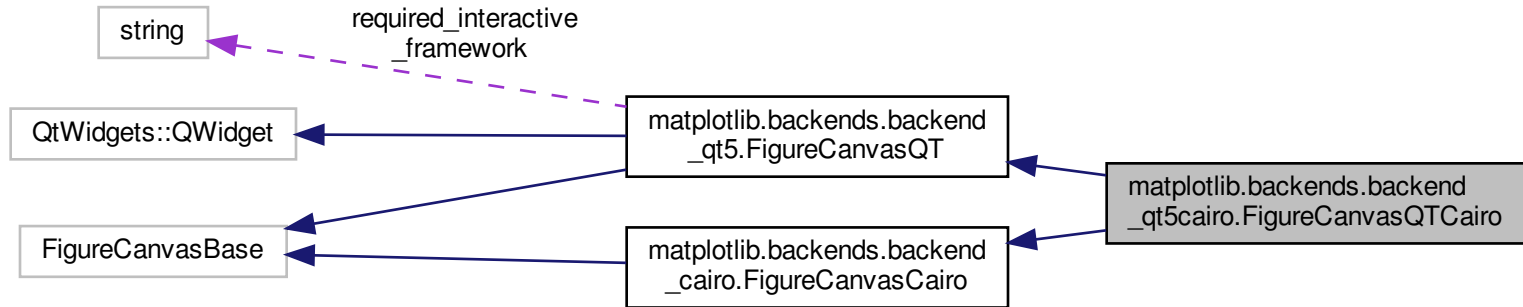 string
required_interactive
_framework
QtWidgets::QWidget
matplotlib.backends.backend
_qt5.FigureCanvasQT
matplotlib.backends.backend
_qt5cairo.FigureCanvasQTCairo
FigureCanvasBase
matplotlib.backends.backend
_cairo.FigureCanvasCairo